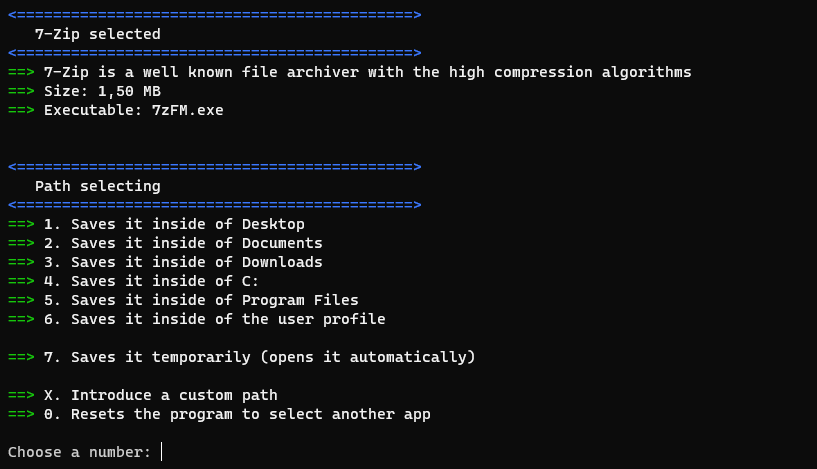 <============================================>
7-Zip selected
<============================================>
==> 7-Zip is a well known file archiver with the high compression algorithms
==> Size: 1,50 MB
==> Executable: 7zFM.exe
<============================================>
Path selecting
<============================================>
==> 1. Saves it inside of Desktop
==> 2. Saves it inside of Documents
==> 3. Saves it inside of Downloads
==> 4. Saves it inside of C:
==> 5. Saves it inside of Program Files
==> 6. Saves it inside of the user profile
==> 7. Saves it temporarily (opens it automatically)
==> X. Introduce a custom path
==> 0. Resets the program to select another app
Choose a number: